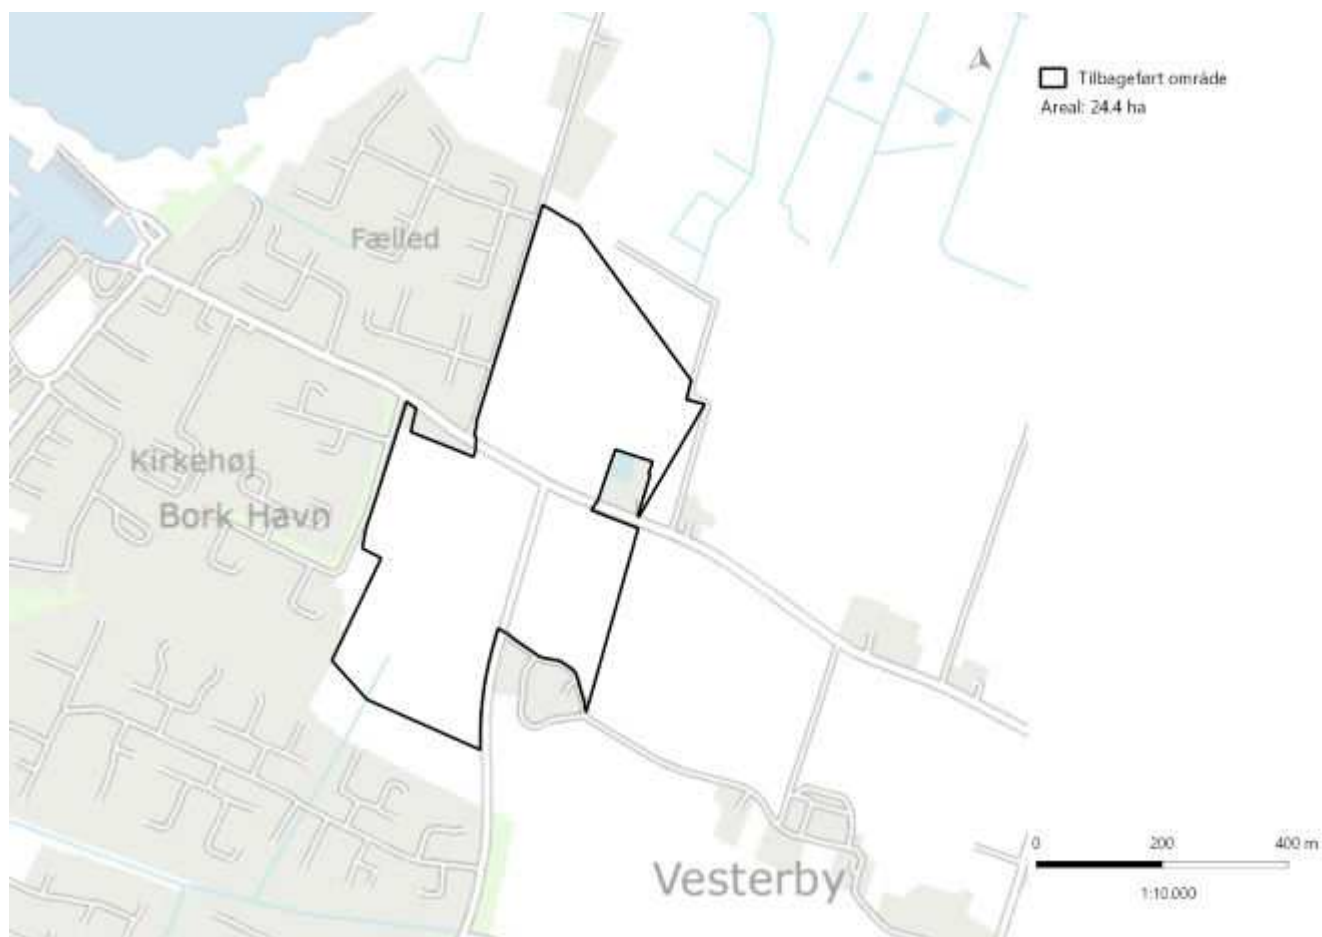 Tilbageført område
Areal: 24.4 ha
Fælled
Kirkehøj
Bork Havn
Vesterby
0 200 400 m
1:10.000